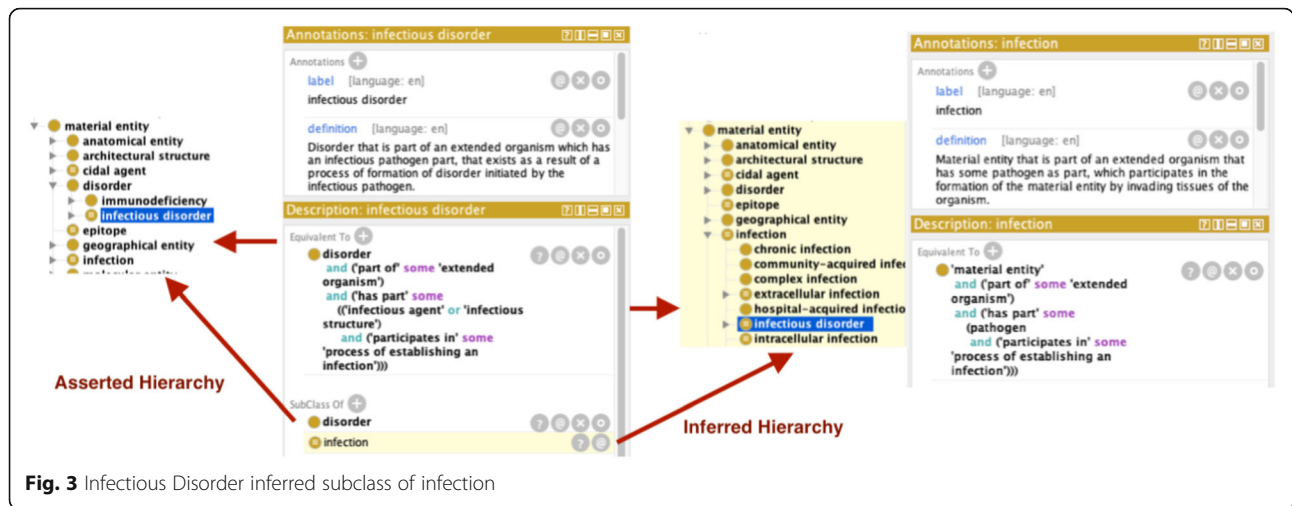 material entity
anatomical entity
architectural structure
cidal agent
disorder
immunodeficiency
infectious disorder
epitope
geographical entity
infection
Asserted Hierarchy
Annotations: infectious disorder
Annotations
label [language: en]
infectious disorder
definition [language: en]
Disorder that is part of an extended organism which has
an infectious pathogen part, that exists as a result of a
process of formation of disorder initiated by the
infectious pathogen.
Description: infectious disorder
Equivalent To
disorder
and ('part of' some 'extended
organism')
and ('has part' some
(('infectious agent' or 'infectious
structure')
and ('participates in' some
'process of establishing an
infection')))
SubClass Of
disorder
infection
material entity
anatomical entity
architectural structure
cidal agent
disorder
epitope
geographical entity
infection
chronic infection
community-acquired infec
complex infection
extracellular infection
hospital-acquired infectio
infectious disorder
intracellular infection
Inferred Hierarchy
Annotations: infection
Annotations
label [language: en]
infection
definition [language: en]
Material entity that is part of an extended organism that
has some pathogen as part, which participates in the
formation of the material entity by invading tissues of the
organism.
Description: infection
Equivalent To
'material entity'
and ('part of' some 'extended
organism')
and ('has part' some
(pathogen
and ('participates in' some
'process of establishing an
infection')))
Fig. 3 Infectious Disorder inferred subclass of infection